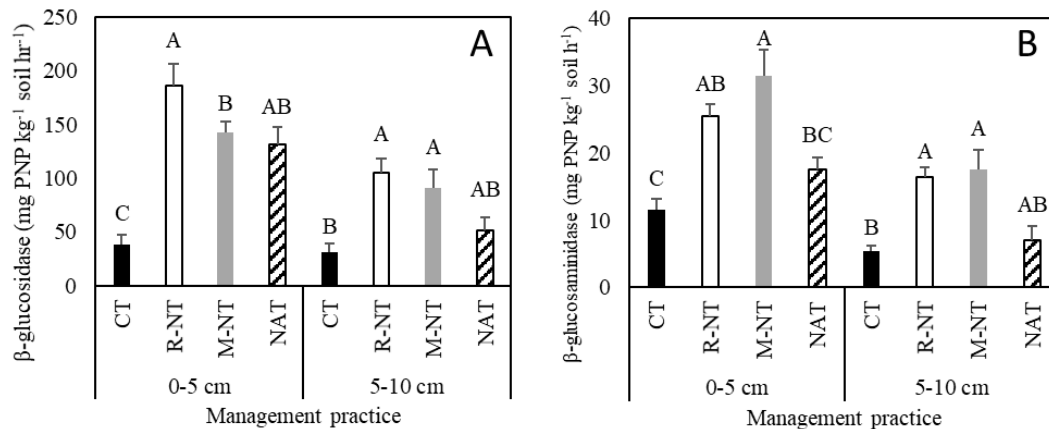 A
β-glucosidase (mg PNP kg⁻¹ soil hr⁻¹)
250
200
150
100
50
0
C
A
B
AB
B
A
A
AB
CT
R-NT
M-NT
NAT
CT
R-NT
M-NT
NAT
0-5 cm
5-10 cm
Management practice
B
β-glucosaminidase (mg PNP kg⁻¹ soil h⁻¹)
40
30
20
10
0
C
AB
A
BC
B
A
A
AB
CT
R-NT
M-NT
NAT
CT
R-NT
M-NT
NAT
0-5 cm
5-10 cm
Management practice